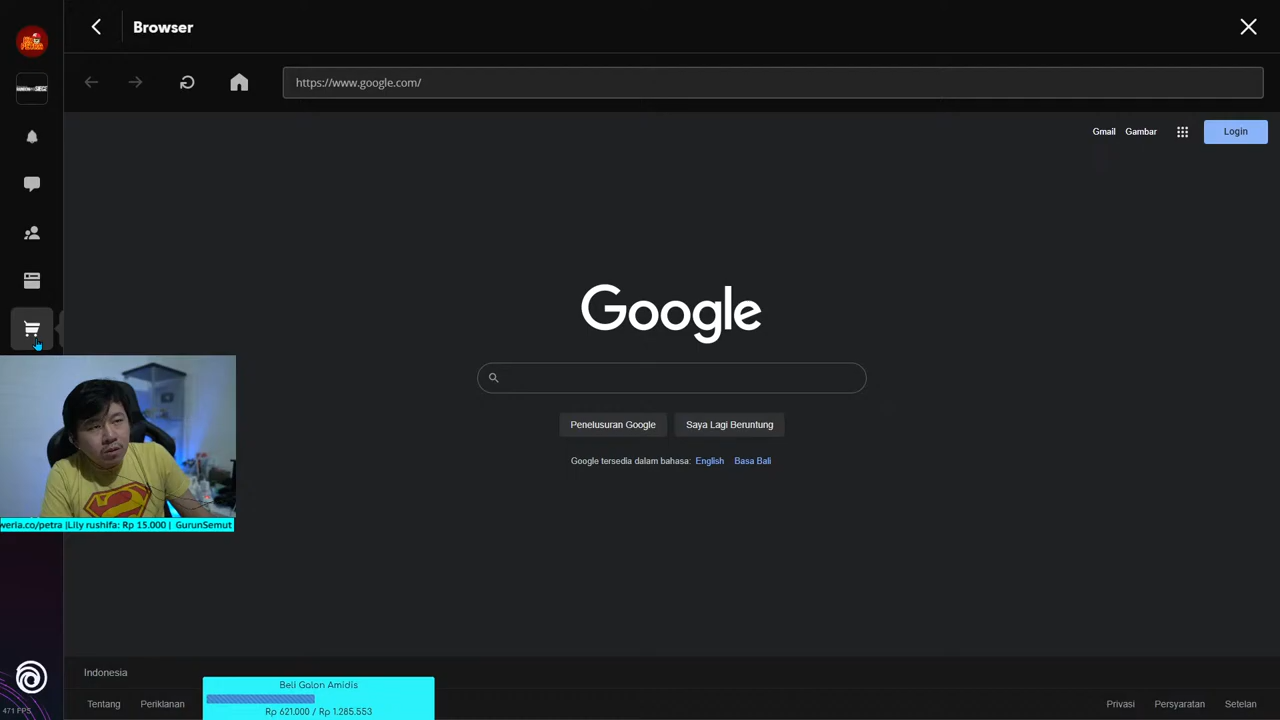 Browser
https://www.google.com/
Gmail Gambar Login
Google
Penelusuran Google Saya Lagi Beruntung
Google tersedia dalam bahasa: English Basa Bali
weria.co/petra |Lily rushifa: Rp 15.000 | GurunSemut
Indonesia
Beli Galon Amidis
Tentang Periklanan Privasi Persyaratan Setelan
Rp 621.000 / Rp 1.285.553
471 FPS